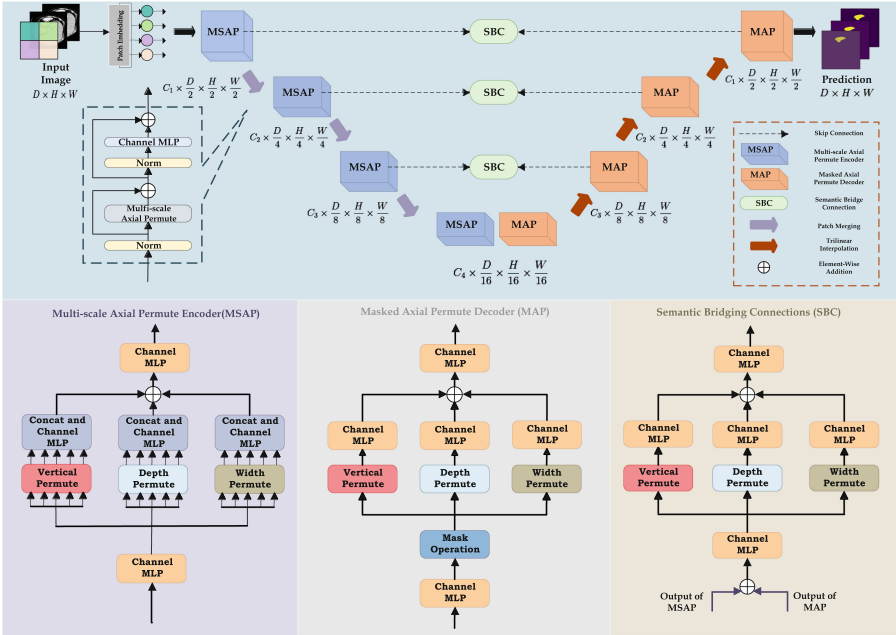 Input
Image
D × H × W
Patch Embedding
MSAP
SBC
MAP
Prediction
D × H × W
C₁ × D/2 × H/2 × W/2
C₁ × D/2 × H/2 × W/2
MSAP
SBC
MAP
C₂ × D/4 × H/4 × W/4
C₂ × D/4 × H/4 × W/4
MSAP
SBC
MAP
C₃ × D/8 × H/8 × W/8
C₃ × D/8 × H/8 × W/8
MSAP
MAP
C₄ × D/16 × H/16 × W/16
Channel MLP
Norm
Multi-scale
Axial Permute
Norm
Skip Connection
MSAP
Multi-scale Axial
Permute Encoder
MAP
Masked Axial
Permute Decoder
SBC
Semantic Bridge
Connection
Patch Merging
Trilinear
Interpolation
Element-Wise
Addition
Multi-scale Axial Permute Encoder(MSAP)
Channel
MLP
Concat and
Channel
MLP
Concat and
Channel
MLP
Concat and
Channel
MLP
Vertical
Permute
Depth
Permute
Width
Permute
Channel
MLP
Masked Axial Permute Decoder (MAP)
Channel
MLP
Channel
MLP
Channel
MLP
Channel
MLP
Vertical
Permute
Depth
Permute
Width
Permute
Mask
Operation
Channel
MLP
Semantic Bridging Connections (SBC)
Channel
MLP
Channel
MLP
Channel
MLP
Channel
MLP
Vertical
Permute
Depth
Permute
Width
Permute
Channel
MLP
Output of
MSAP
Output of
MAP